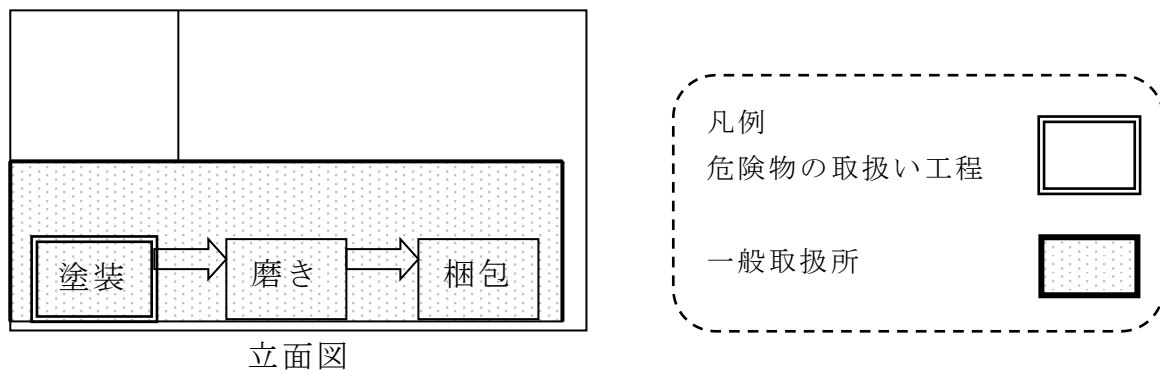 塗装
磨き
梱包
立面図
凡例
危険物の取扱い工程
一般取扱所